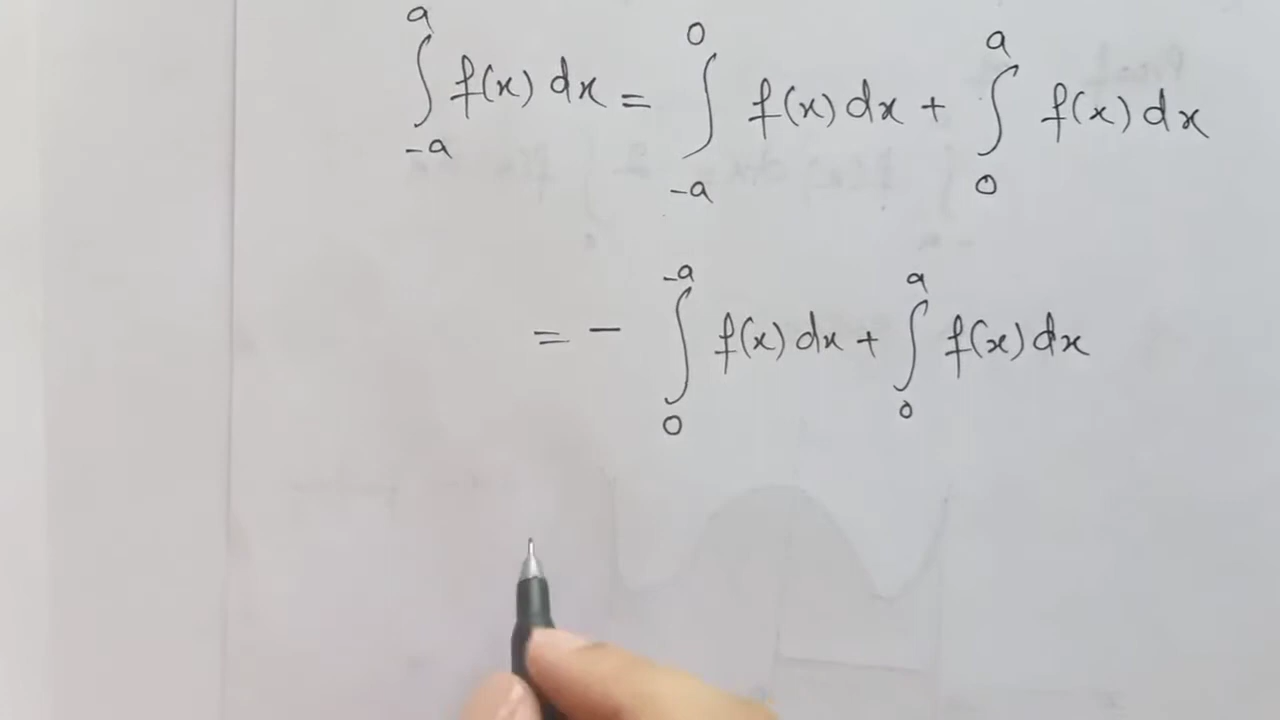 ∫_{-a}^{a} f(x) dx = ∫_{-a}^{0} f(x) dx + ∫_{0}^{a} f(x) dx
= - ∫_{0}^{-a} f(x) dx + ∫_{0}^{a} f(x) dx